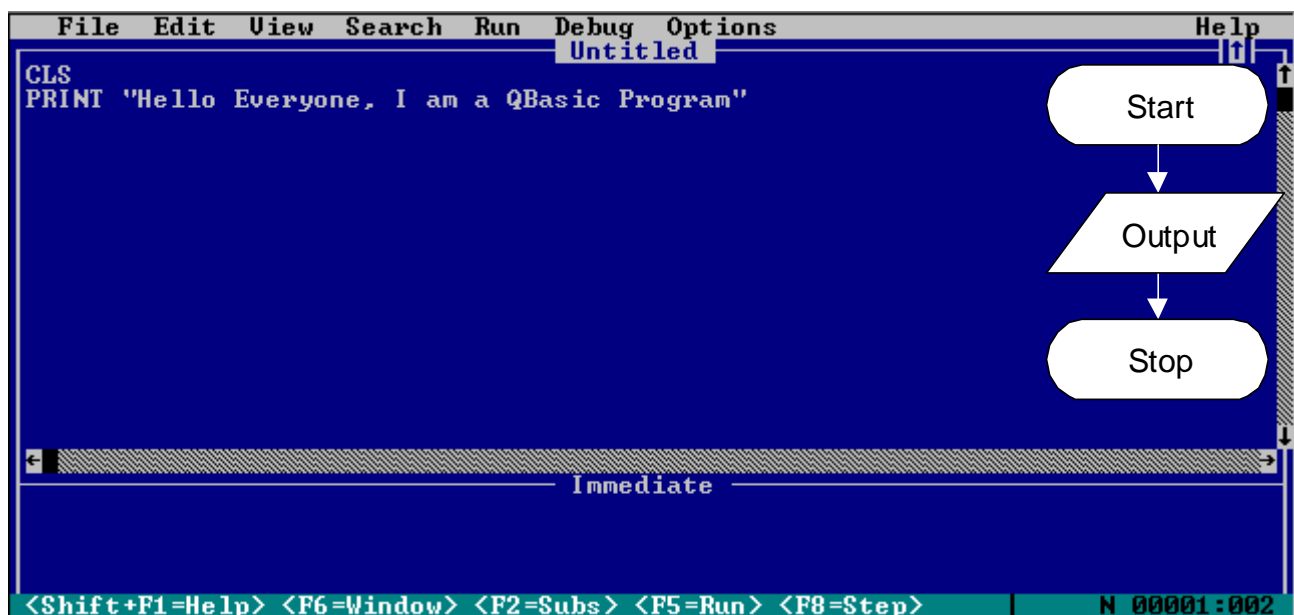 File Edit View Search Run Debug Options Help
Untitled
CLS
PRINT "Hello Everyone, I am a QBasic Program"
Start
Output
Stop
Immediate
<Shift+F1=Help> <F6=Window> <F2=Subs> <F5=Run> <F8=Step> N 00001:002